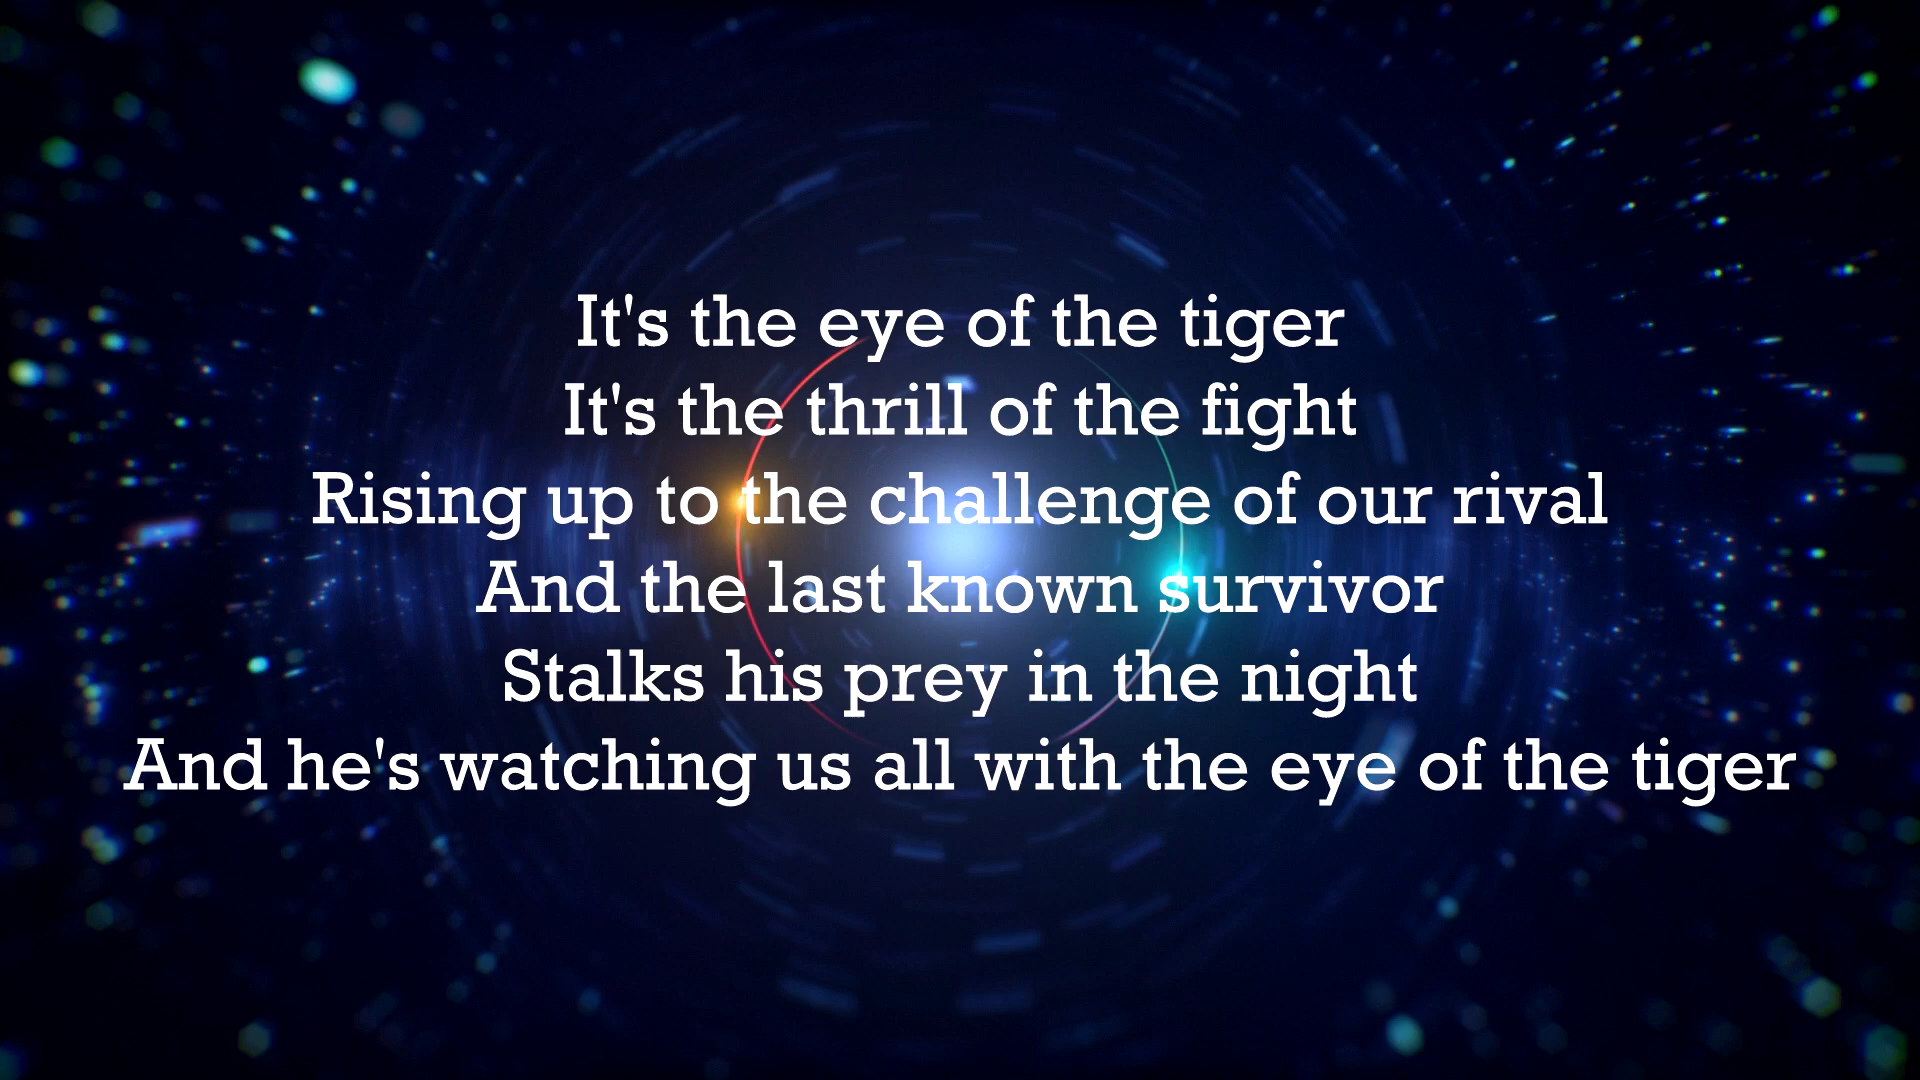 It's the eye of the tiger
It's the thrill of the fight
Rising up to the challenge of our rival
And the last known survivor
Stalks his prey in the night
And he's watching us all with the eye of the tiger